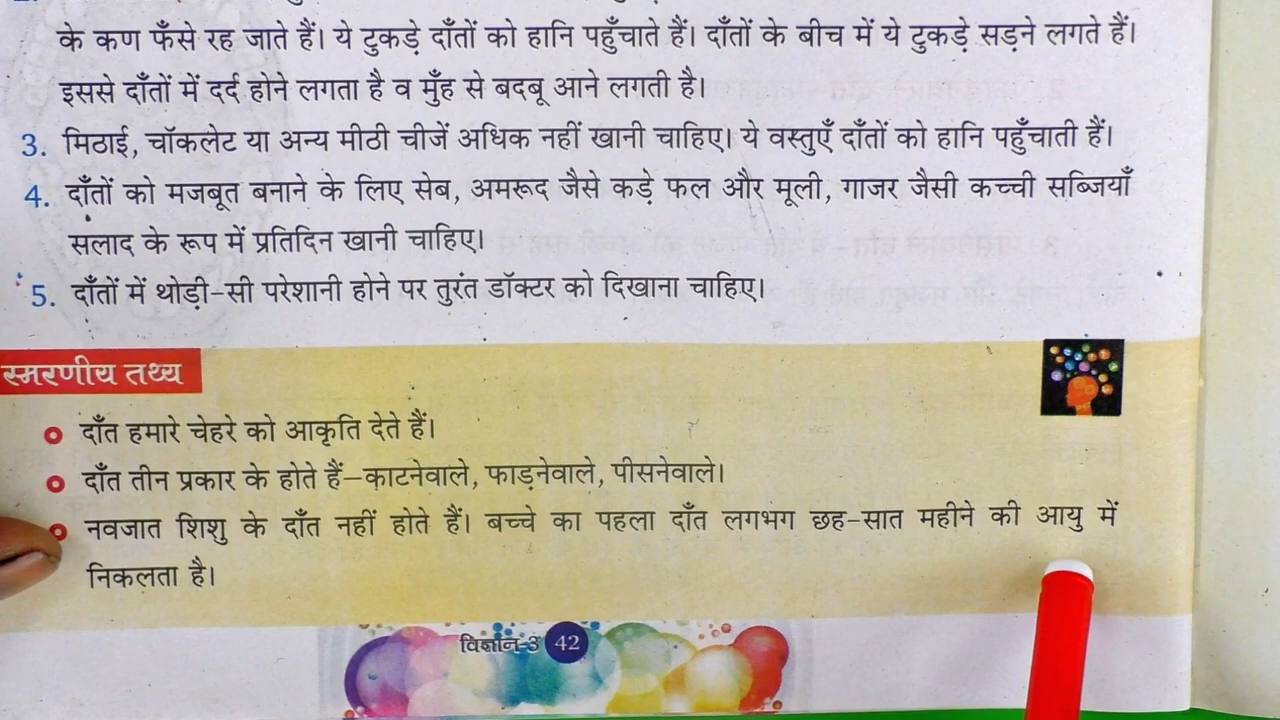 के कण फँसे रह जाते हैं। ये टुकड़े दाँतों को हानि पहुँचाते हैं। दाँतों के बीच में ये टुकड़े सड़ने लगते हैं।
इससे दाँतों में दर्द होने लगता है व मुँह से बदबू आने लगती है।
3. मिठाई, चॉकलेट या अन्य मीठी चीजें अधिक नहीं खानी चाहिए। ये वस्तुएँ दाँतों को हानि पहुँचाती हैं।
4. दाँतों को मजबूत बनाने के लिए सेब, अमरूद जैसे कड़े फल और मूली, गाजर जैसी कच्ची सब्जियाँ
सलाद के रूप में प्रतिदिन खानी चाहिए।
5. दाँतों में थोड़ी-सी परेशानी होने पर तुरंत डॉक्टर को दिखाना चाहिए।
स्मरणीय तथ्य
दाँत हमारे चेहरे को आकृति देते हैं।
दाँत तीन प्रकार के होते हैं—काटनेवाले, फाड़नेवाले, पीसनेवाले।
नवजात शिशु के दाँत नहीं होते हैं। बच्चे का पहला दाँत लगभग छह-सात महीने की आयु में
निकलता है।
विज्ञान-3 42